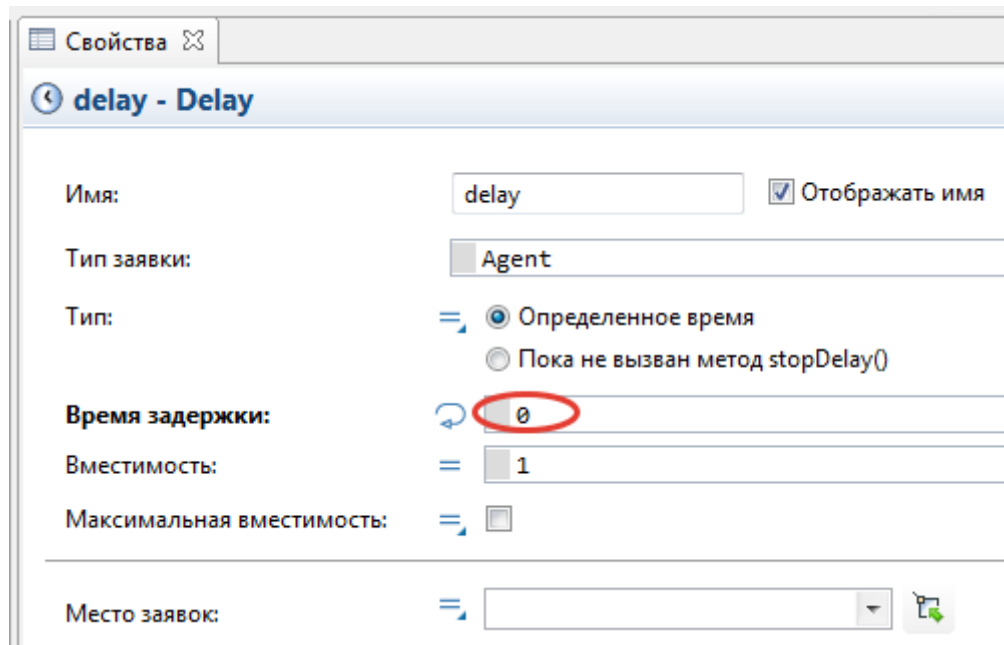 Свойства
delay - Delay
Имя: delay Отображать имя
Тип заявки: Agent
Тип: Определенное время
Пока не вызван метод stopDelay()
Время задержки: 0
Вместимость: 1
Максимальная вместимость:
Место заявок: